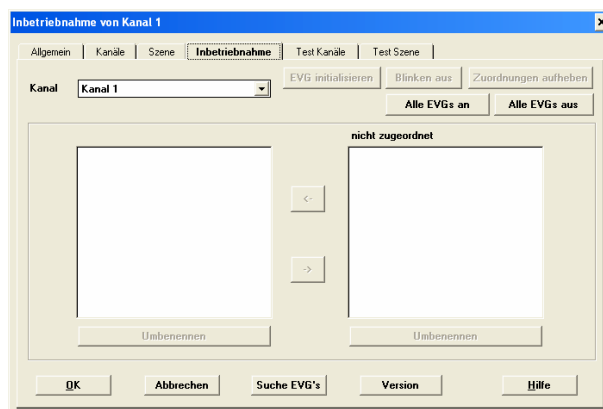 Inbetriebnahme von Kanal 1
Allgemein Kanäle Szene Inbetriebnahme Test Kanäle Test Szene
Kanal Kanal 1 EVG initialisieren Blinken aus Zuordnungen aufheben
Alle EVGs an Alle EVGs aus
nicht zugeordnet
<-
->
Umbenennen Umbenennen
OK Abbrechen Suche EVG's Version Hilfe